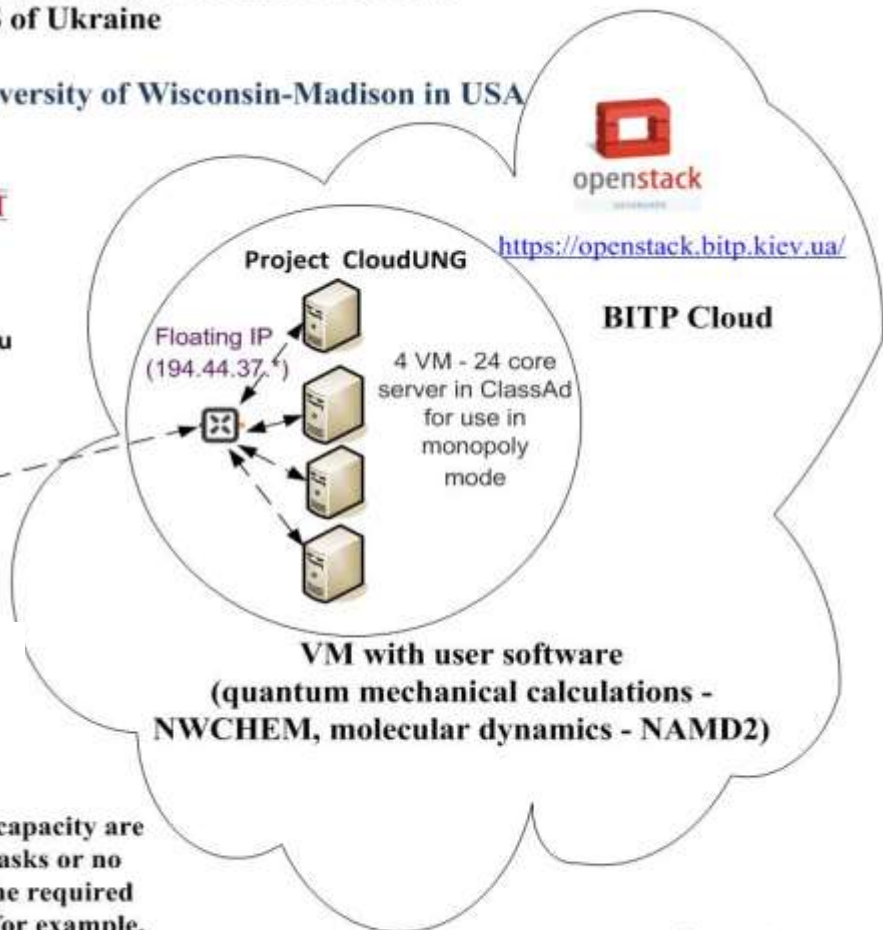 of Ukraine
versity of Wisconsin-Madison in USA
openstack
https://openstack.bitp.kiev.ua/
Project CloudUNG
BITP Cloud
u
Floating IP
(194.44.37.*)
4 VM - 24 core
server in ClassAd
for use in
monopoly
mode
VM with user software
(quantum mechanical calculations -
NWCHEM, molecular dynamics - NAMD2)
capacity are
asks or no
he required
for example,